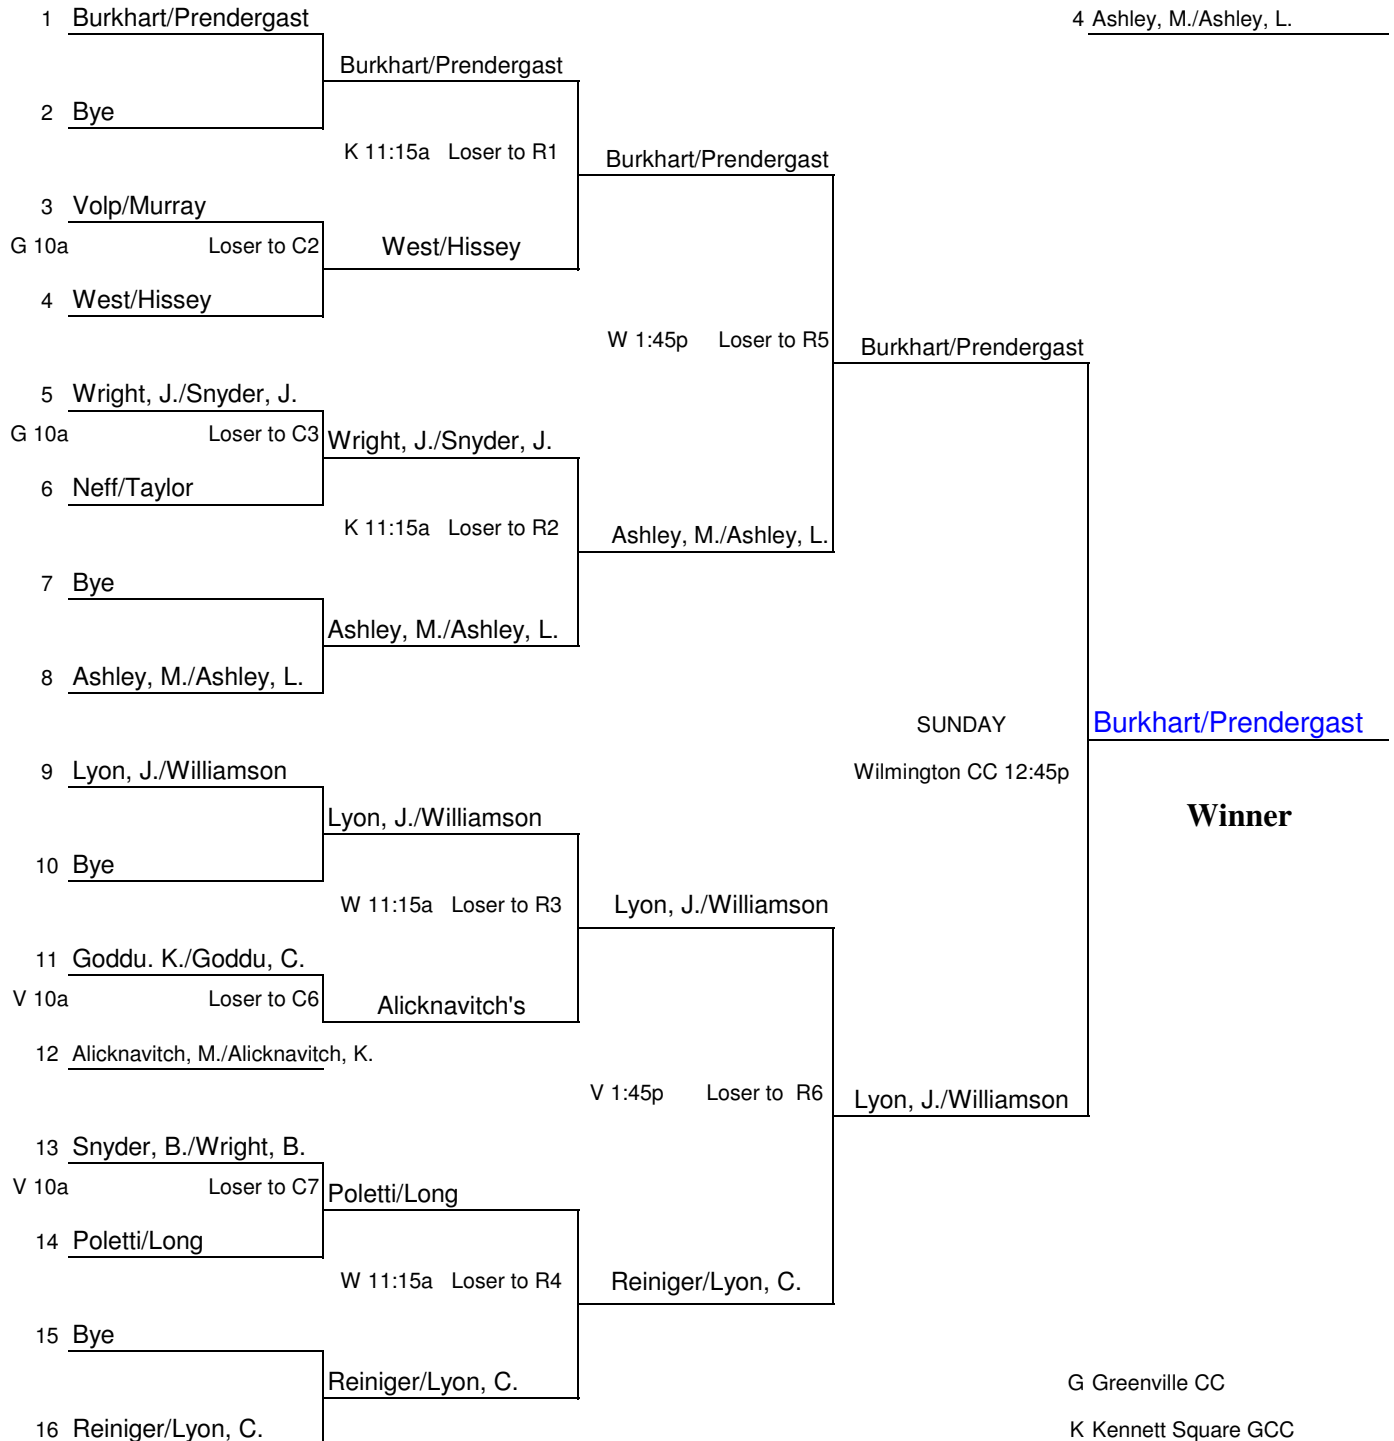 1 Burkhart/Prendergast
4 Ashley, M./Ashley, L.
Burkhart/Prendergast
2 Bye
K 11:15a Loser to R1
Burkhart/Prendergast
3 Volp/Murray
G 10a Loser to C2
West/Hissey
4 West/Hissey
W 1:45p Loser to R5
Burkhart/Prendergast
5 Wright, J./Snyder, J.
G 10a Loser to C3
Wright, J./Snyder, J.
6 Neff/Taylor
K 11:15a Loser to R2
Ashley, M./Ashley, L.
7 Bye
Ashley, M./Ashley, L.
8 Ashley, M./Ashley, L.
SUNDAY
Burkhart/Prendergast
9 Lyon, J./Williamson
Wilmington CC 12:45p
Lyon, J./Williamson
Winner
10 Bye
W 11:15a Loser to R3
Lyon, J./Williamson
11 Goddu. K./Goddu, C.
V 10a Loser to C6
Alicknavitch's
12 Alicknavitch, M./Alicknavitch, K.
V 1:45p Loser to R6
Lyon, J./Williamson
13 Snyder, B./Wright, B.
V 10a Loser to C7
Poletti/Long
14 Poletti/Long
W 11:15a Loser to R4
Reiniger/Lyon, C.
15 Bye
Reiniger/Lyon, C.
G Greenville CC
16 Reiniger/Lyon, C.
K Kennett Square GCC